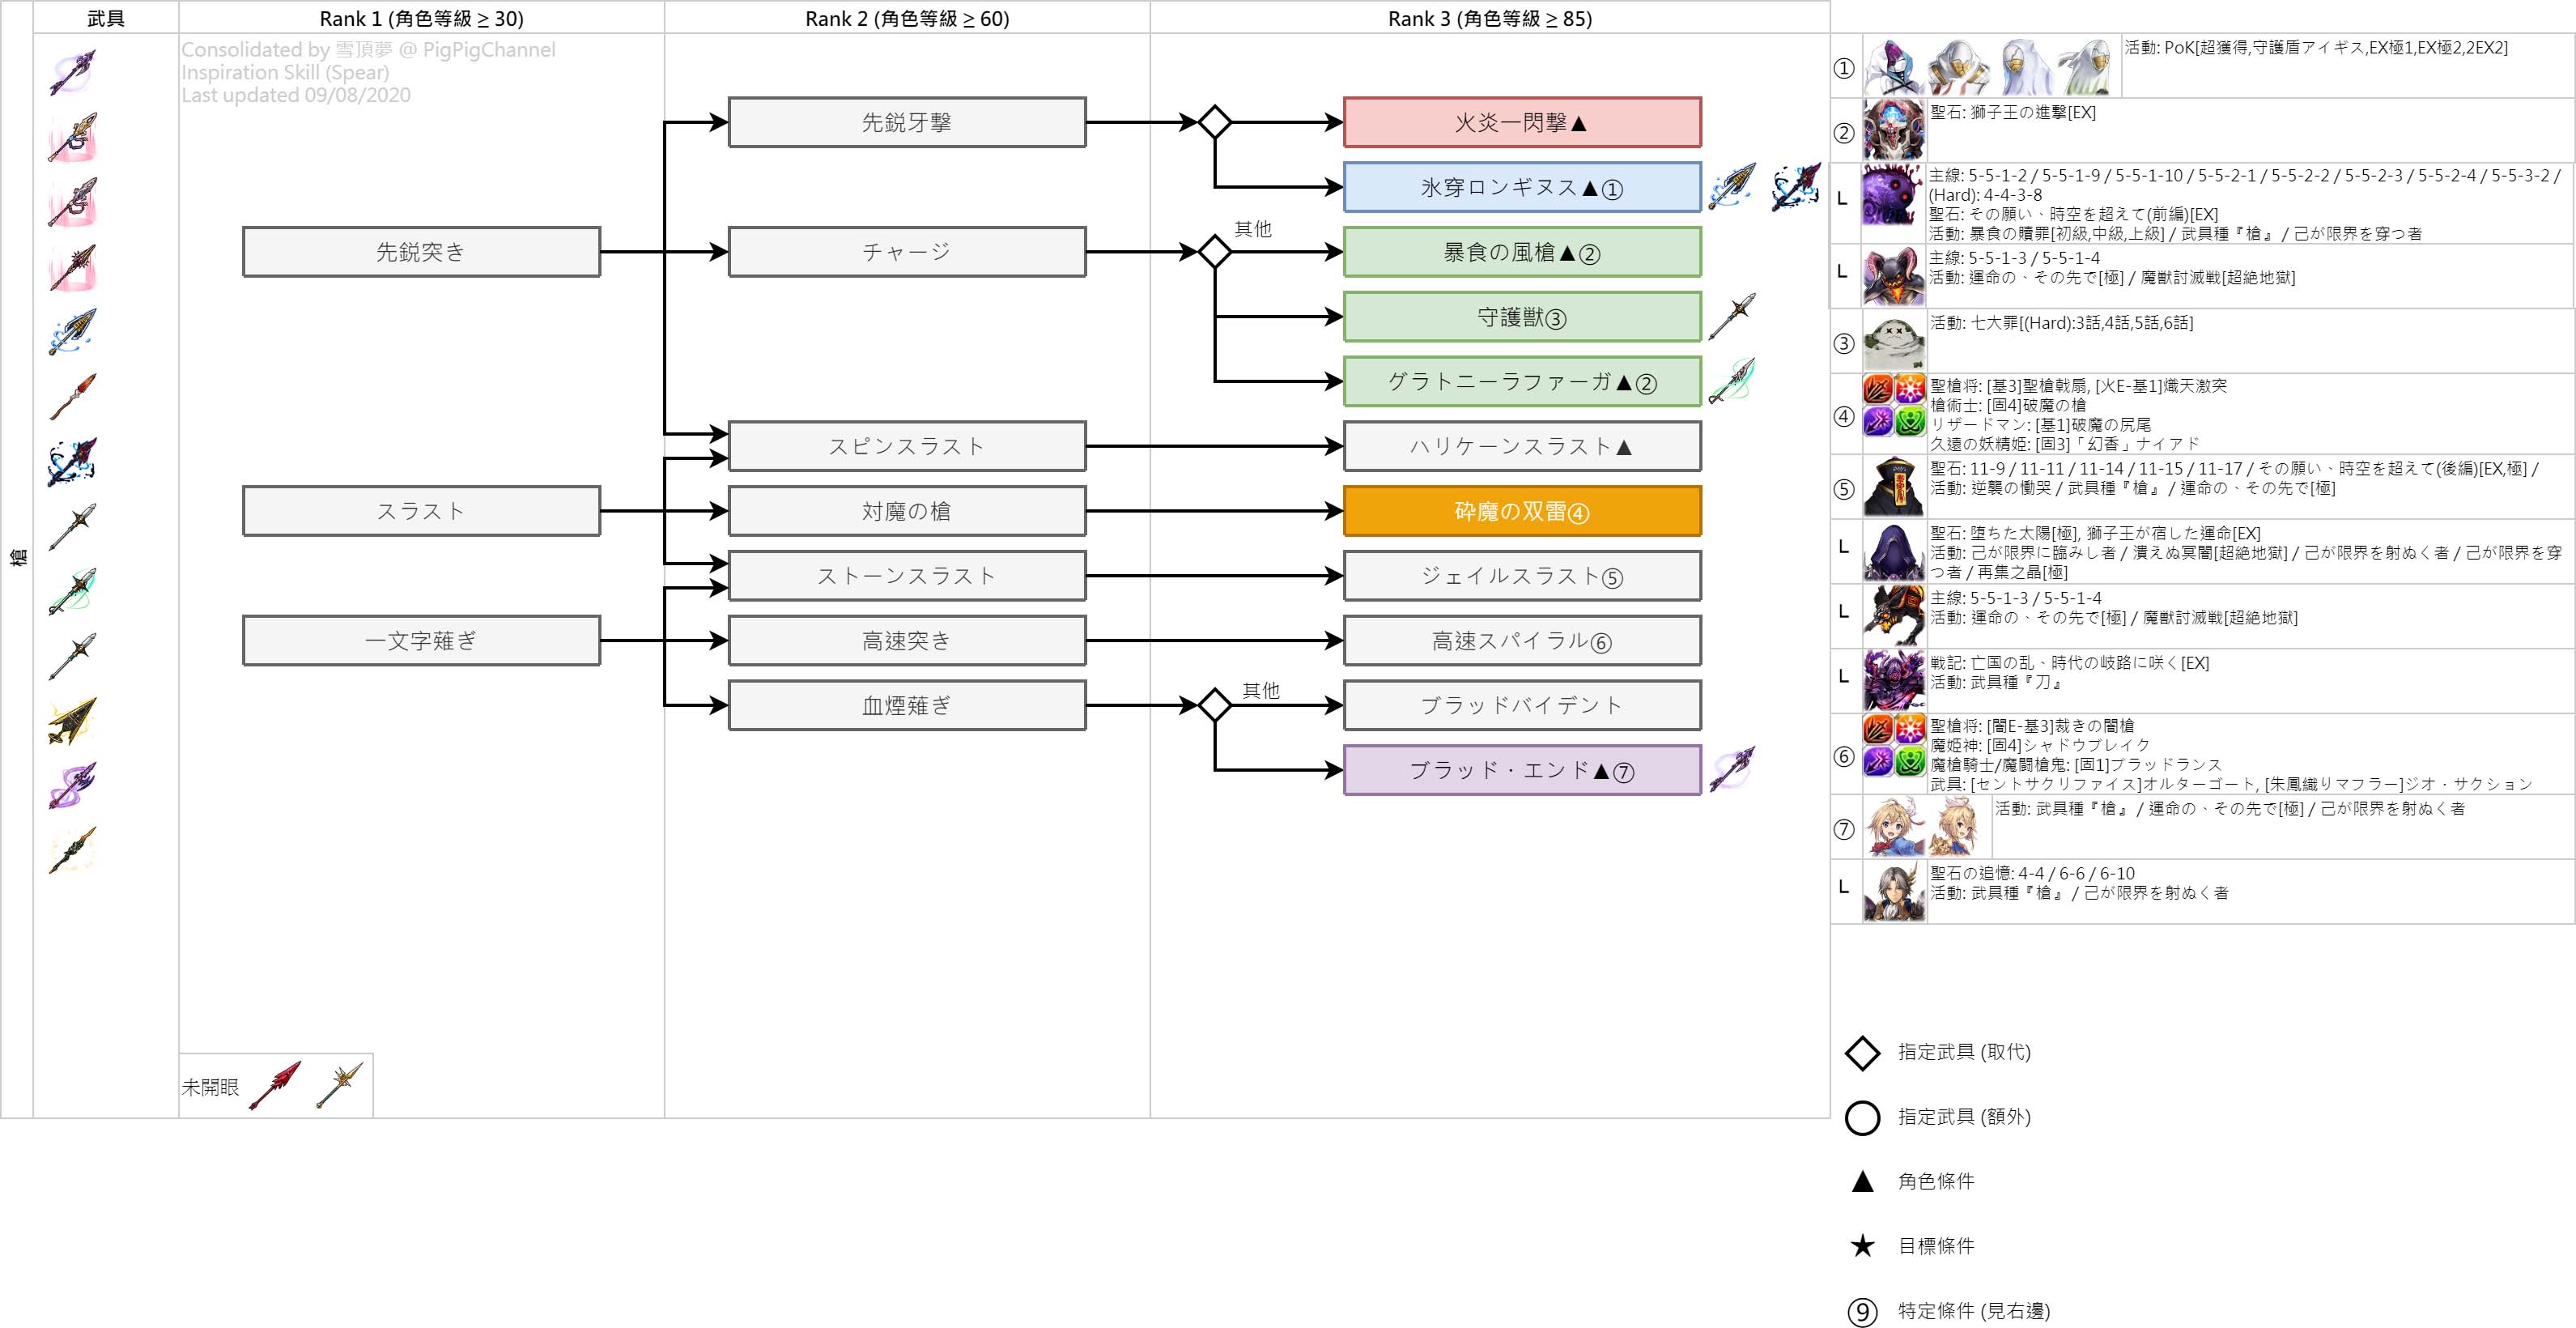 武具
Rank 1 (角色等級 ≥ 30)
Rank 2 (角色等級 ≥ 60)
Rank 3 (角色等級 ≥ 85)
槍
Consolidated by 雪頂夢 @ PigPigChannel
Inspiration Skill (Spear)
Last updated 09/08/2020
先鋭突き
スラスト
一文字薙ぎ
先鋭牙撃
チャージ
スピンスラスト
対魔の槍
ストーンスラスト
高速突き
血煙薙ぎ
火炎一閃撃▲
氷穿ロンギヌス▲①
其他
暴食の風槍▲②
守護獣③
グラトニーラファーガ▲②
ハリケーンスラスト▲
砕魔の双雷④
ジェイルスラスト⑤
高速スパイラル⑥
其他
ブラッドバイデント
ブラッド・エンド▲⑦
未開眼
①
活動: PoK[超獲得,守護盾アイギス,EX極1,EX極2,2EX2]
②
聖石: 獅子王の進撃[EX]
L
主線: 5-5-1-2 / 5-5-1-9 / 5-5-1-10 / 5-5-2-1 / 5-5-2-2 / 5-5-2-3 / 5-5-2-4 / 5-5-3-2 /
(Hard): 4-4-3-8
聖石: その願い、時空を超えて(前編)[EX]
活動: 暴食の贖罪[初級,中級,上級] / 武具種『槍』 / 己が限界を穿つ者
L
主線: 5-5-1-3 / 5-5-1-4
活動: 運命の、その先で[極] / 魔獣討滅戦[超絶地獄]
③
活動: 七大罪[(Hard):3話,4話,5話,6話]
④
聖槍将: [基3]聖槍戟扇, [火E-基1]熾天激突
槍術士: [固4]破魔の槍
リザードマン: [基1]破魔の尻尾
久遠の妖精姫: [固3]「幻香」ナイアド
⑤
聖石: 11-9 / 11-11 / 11-14 / 11-15 / 11-17 / その願い、時空を超えて(後編)[EX,極] /
活動: 逆襲の慟哭 / 武具種『槍』 / 運命の、その先で[極]
L
聖石: 堕ちた太陽[極], 獅子王が宿した運命[EX]
活動: 己が限界に臨みし者 / 潰えぬ冥闇[超絶地獄] / 己が限界を射ぬく者 / 己が限界を穿
つ者 / 再集之晶[極]
L
主線: 5-5-1-3 / 5-5-1-4
活動: 運命の、その先で[極] / 魔獣討滅戦[超絶地獄]
L
戦記: 亡国の乱、時代の岐路に咲く[EX]
活動: 武具種『刀』
⑥
聖槍将: [闇E-基3]裁きの闇槍
魔姫神: [固4]シャドウブレイク
魔槍騎士/魔闘槍鬼: [固1]ブラッドランス
武具: [セントサクリファイス]オルターゴート, [朱鳳織りマフラー]ジオ・サクション
⑦
活動: 武具種『槍』 / 運命の、その先で[極] / 己が限界を射ぬく者
L
聖石の追憶: 4-4 / 6-6 / 6-10
活動: 武具種『槍』 / 己が限界を射ぬく者
指定武具 (取代)
指定武具 (額外)
▲ 角色條件
★ 目標條件
⑨ 特定條件 (見右邊)